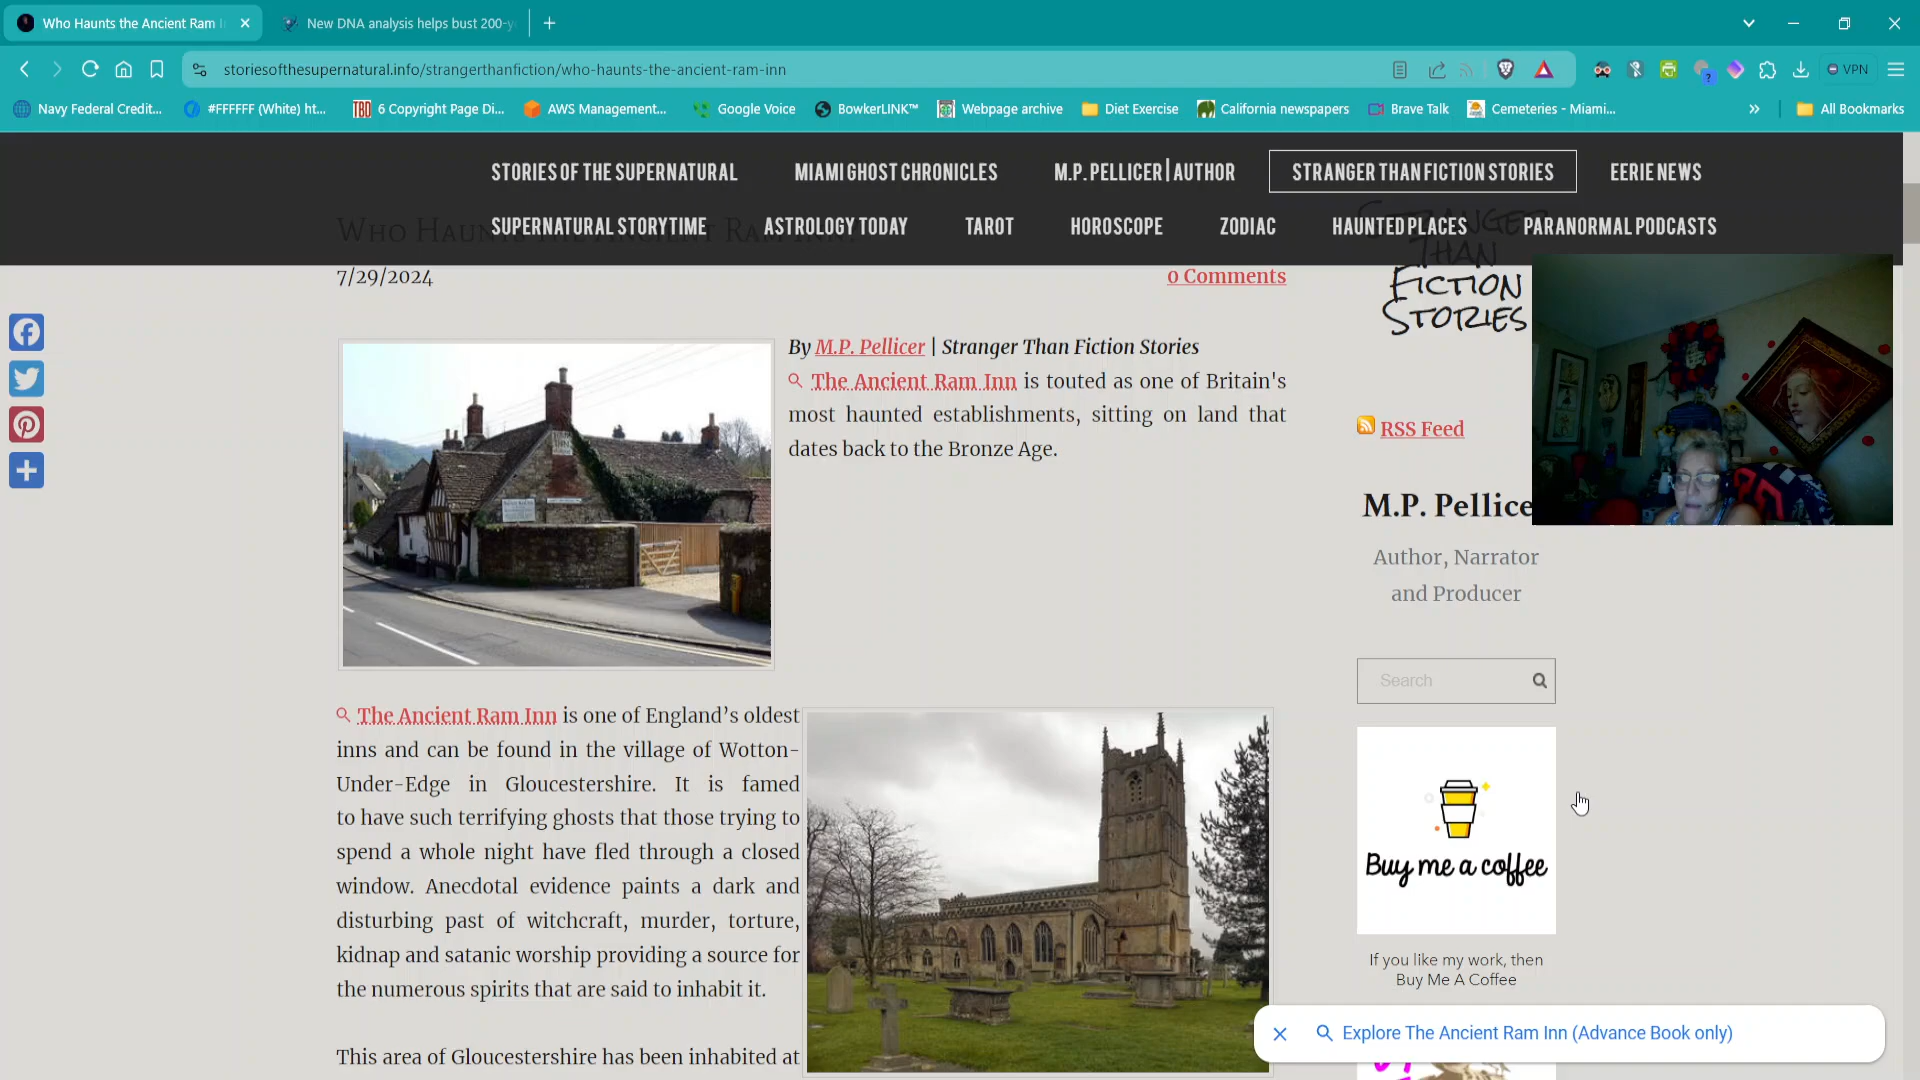 Who Haunts the Ancient Ram I
New DNA analysis helps bust 200-y
storiesofthesupernatural.info/strangerthanfiction/who-haunts-the-ancient-ram-inn
VPN
Navy Federal Credit...
#FFFFFF (White) ht...
TBD
6 Copyright Page Di...
AWS Management...
Google Voice
BowkerLINK™
Webpage archive
Diet Exercise
California newspapers
Brave Talk
Cemeteries - Miami...
»
All Bookmarks
STORIES OF THE SUPERNATURAL
MIAMI GHOST CHRONICLES
M.P. PELLICER | AUTHOR
STRANGER THAN FICTION STORIES
EERIE NEWS
SUPERNATURAL STORYTIME
ASTROLOGY TODAY
TAROT
HOROSCOPE
ZODIAC
HAUNTED PLACES
PARANORMAL PODCASTS
Who Haunts the Ancient Ram Inn?
7/29/2024
0 Comments
By M.P. Pellicer | Stranger Than Fiction Stories
The Ancient Ram Inn is touted as one of Britain's
most haunted establishments, sitting on land that
dates back to the Bronze Age.
The Ancient Ram Inn is one of England’s oldest
inns and can be found in the village of Wotton-
Under-Edge in Gloucestershire. It is famed
to have such terrifying ghosts that those trying to
spend a whole night have fled through a closed
window. Anecdotal evidence paints a dark and
disturbing past of witchcraft, murder, torture,
kidnap and satanic worship providing a source for
the numerous spirits that are said to inhabit it.
This area of Gloucestershire has been inhabited at
Stranger
Than
Fiction
Stories
RSS Feed
M.P. Pellice
Author, Narrator
and Producer
Search
Buy me a coffee
If you like my work, then
Buy Me A Coffee
Explore The Ancient Ram Inn (Advance Book only)